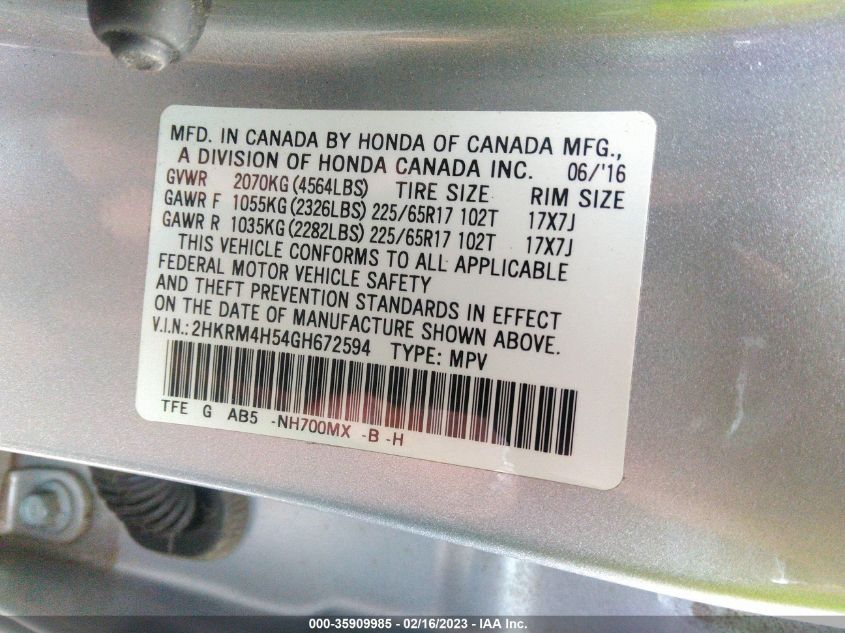 MFD. IN CANADA BY HONDA OF CANADA MFG.,
A DIVISION OF HONDA CANADA INC. 06/'16
GVWR 2070KG (4564LBS) TIRE SIZE RIM SIZE
GAWR F 1055KG (2326LBS) 225/65R17 102T 17X7J
GAWR R 1035KG (2282LBS) 225/65R17 102T 17X7J
THIS VEHICLE CONFORMS TO ALL APPLICABLE
FEDERAL MOTOR VEHICLE SAFETY
AND THEFT PREVENTION STANDARDS IN EFFECT
ON THE DATE OF MANUFACTURE SHOWN ABOVE.
V.I.N.: 2HKRM4H54GH672594 TYPE: MPV
TFE G AB5 -NH700MX -B -H
000-35909985 - 02/16/2023 - IAA Inc.